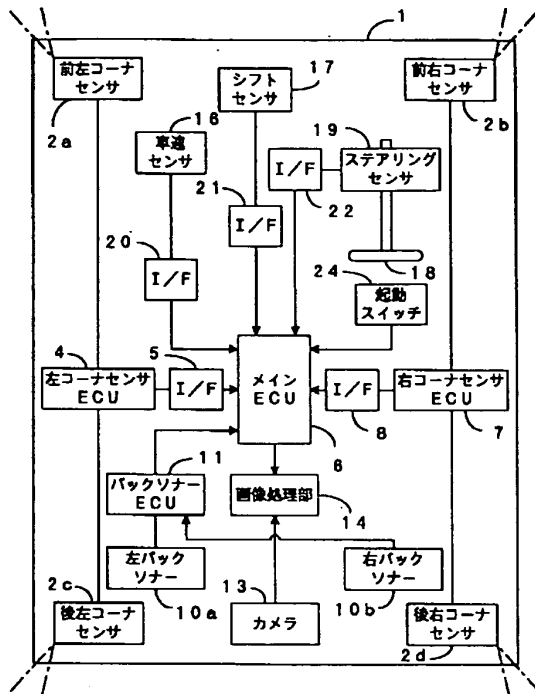 1
前左コーナ
センサ
2a
シフト
センサ
17
前右コーナ
センサ
2b
16
車速
センサ
19
I/F
ステアリング
センサ
21
I/F
22
20
I/F
18
24
起動
スイッチ
4
左コーナセンサ
ECU
5
I/F
メイン
ECU
6
I/F
8
右コーナセンサ
ECU
7
11
バックソナー
ECU
画像処理部
14
左バック
ソナー
10a
右バック
ソナー
10b
13
カメラ
2c
後左コーナ
センサ
後右コーナ
センサ
2d